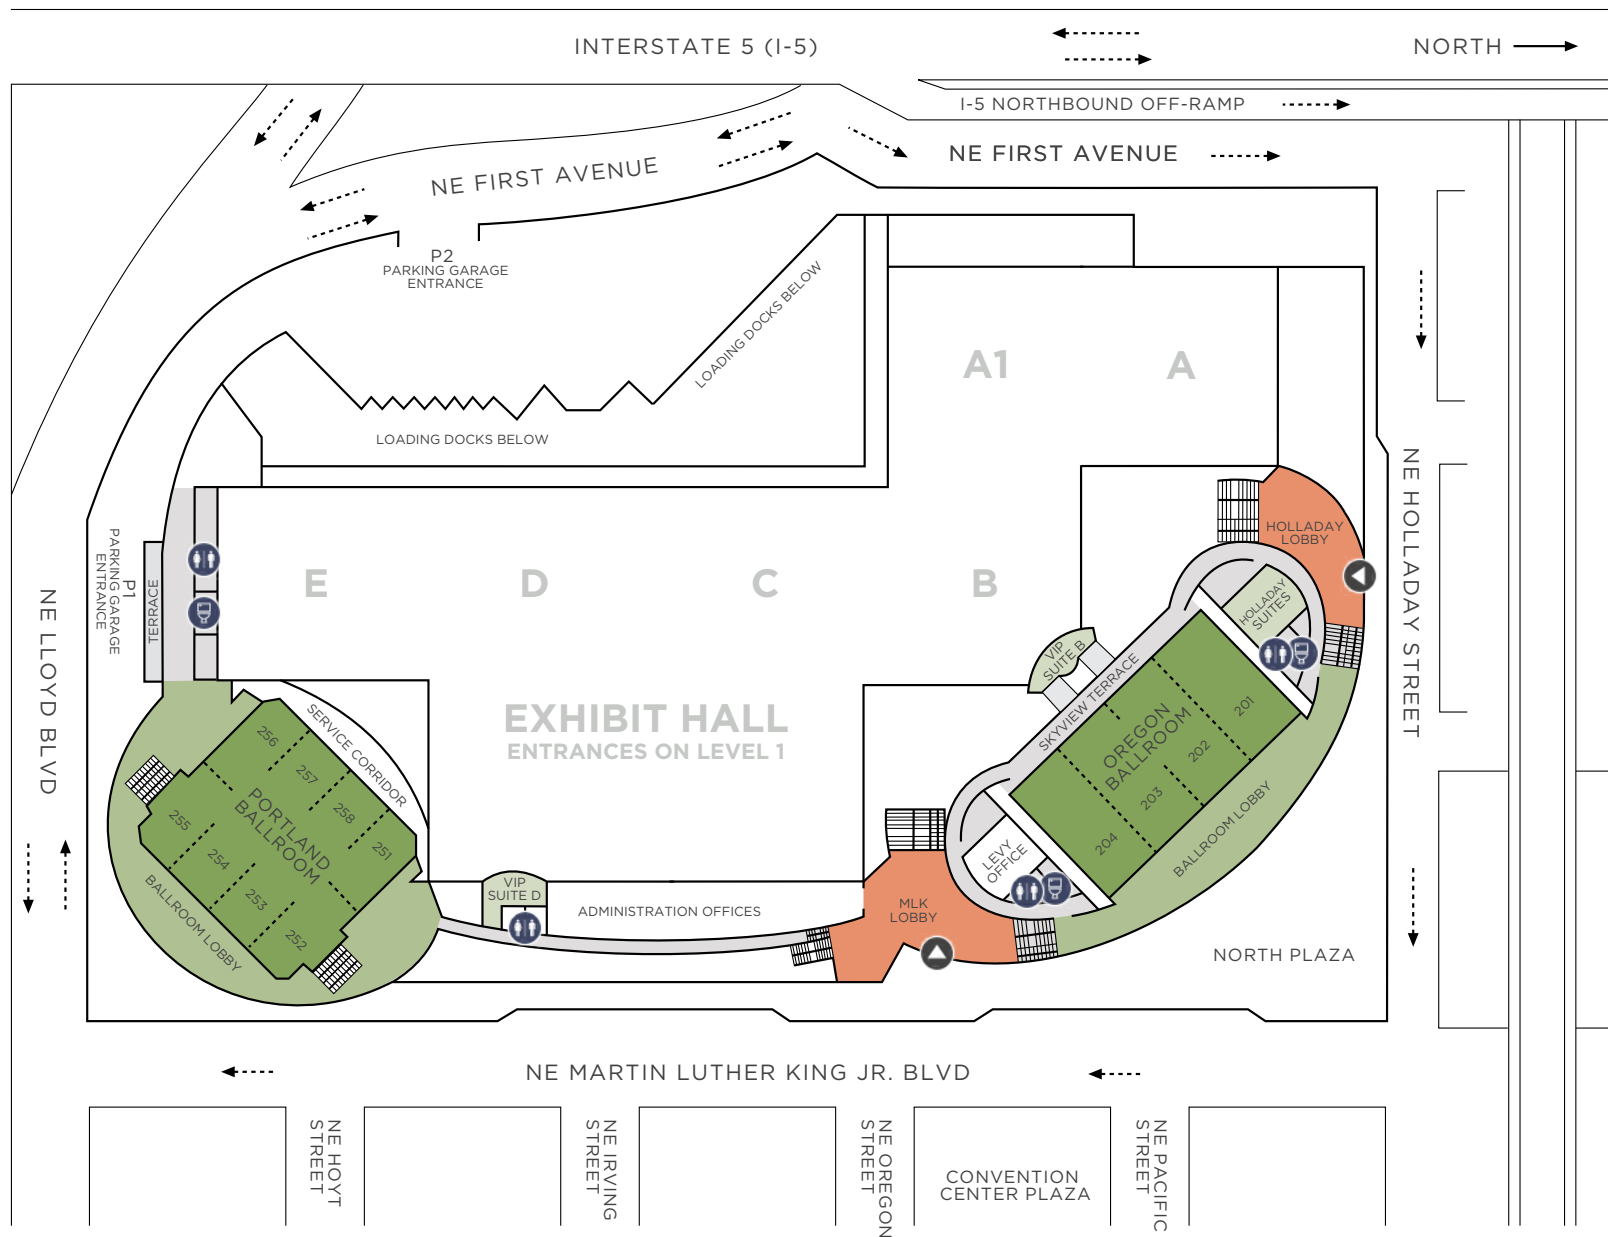 INTERSTATE 5 (I-5)
NORTH
I-5 NORTHBOUND OFF-RAMP
NE FIRST AVENUE
NE FIRST AVENUE
P2
PARKING GARAGE
ENTRANCE
LOADING DOCKS BELOW
LOADING DOCKS BELOW
A1
A
NE HOLLADAY STREET
HOLLADAY
LOBBY
P1
PARKING GARAGE
ENTRANCE
TERRACE
NE LLOYD BLVD
E
D
C
B
HOLLADAY
SUITES
VIP
SUITE B
SKYVIEW TERRACE
OREGON
BALLROOM
201
202
203
204
BALLROOM LOBBY
EXHIBIT HALL
ENTRANCES ON LEVEL 1
SERVICE CORRIDOR
PORTLAND
BALLROOM
256
257
258
251
255
254
253
252
BALLROOM LOBBY
LEVY
OFFICE
VIP
SUITE D
ADMINISTRATION OFFICES
MLK
LOBBY
NORTH PLAZA
NE MARTIN LUTHER KING JR. BLVD
NE HOYT
STREET
NE IRVING
STREET
NE OREGON
STREET
CONVENTION
CENTER PLAZA
NE PACIFIC
STREET